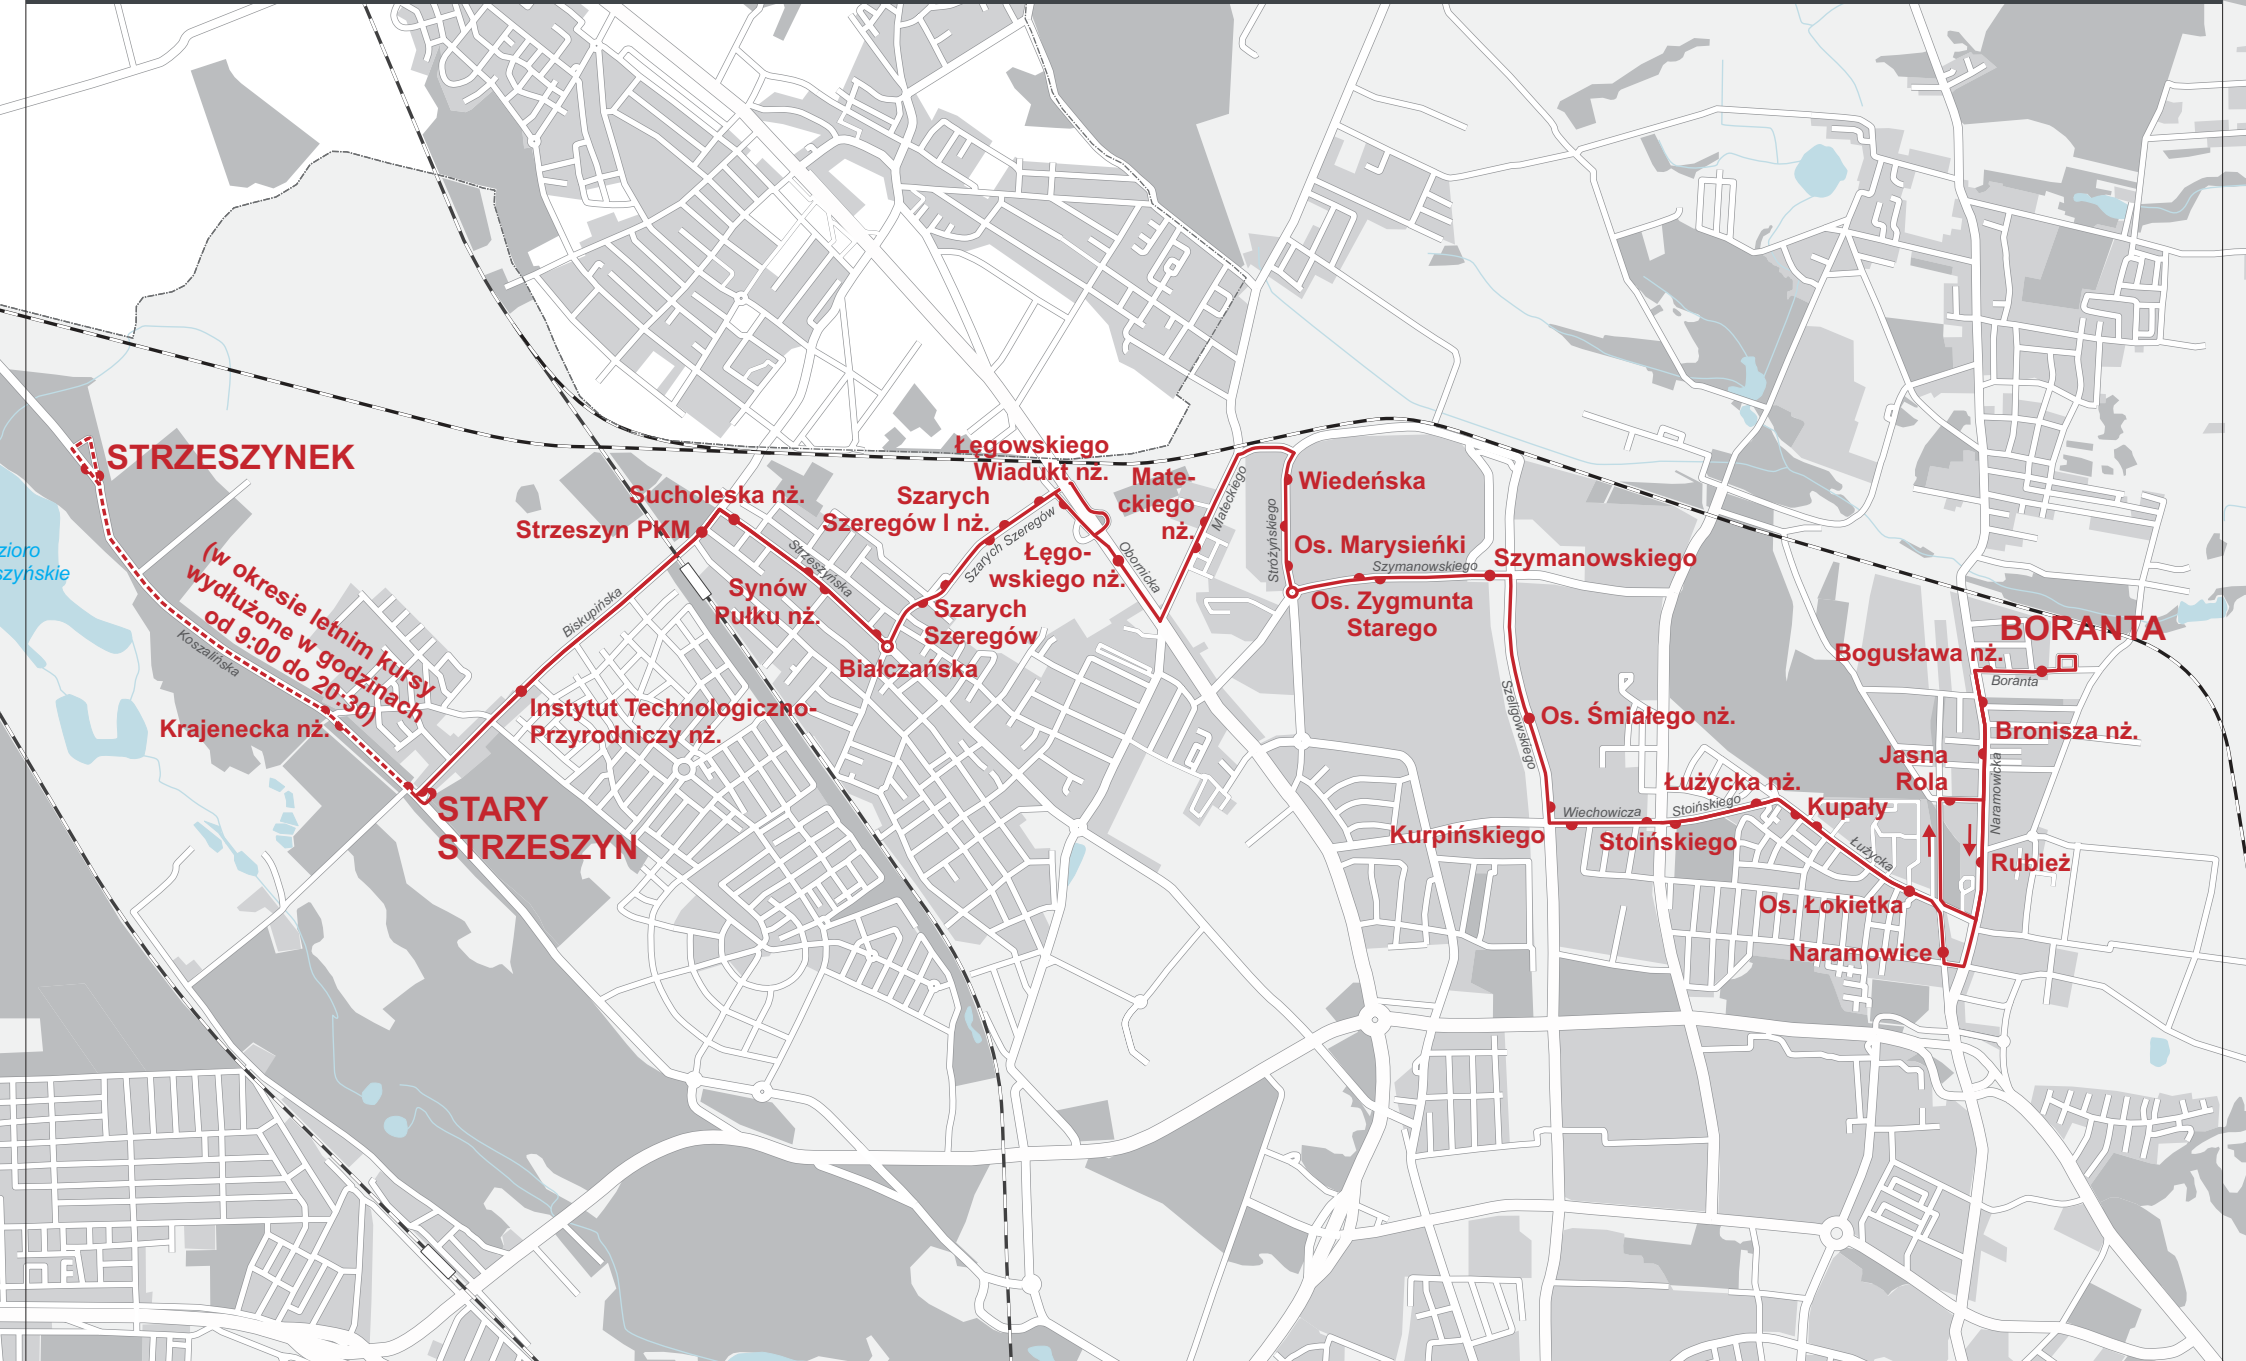 STRZESZYNEK
zioro
szyńskie
(w okresie letnim kursy
wydłużone w godzinach
od 9:00 do 20:30)
Koszalińska
Krajenecka nż.
STARY
STRZESZYN
Biskupińska
Instytut Technologiczno-
Przyrodniczy nż.
Strzeszyn PKM
Sucholeska nż.
Strzeszyńska
Synów
Pułku nż.
Białczańska
Szarych
Szeregów
Szarych Szeregów
Szarych
Szeregów I nż.
Łęgowskiego
Wiadukt nż.
Łęgo-
wskiego nż.
Obornicka
Mate-
ckiego
nż.
Mateckiego
Wiedeńska
Stróżyńskiego
Os. Marysieńki
Szymanowskiego
Os. Zygmunta
Starego
Szymanowskiego
Szeligowskiego
Os. Śmiałego nż.
Kurpińskiego
Wiechowicza
Stoińskiego
Stoińskiego
Łużycka nż.
Kupały
Łużycka
Os. Łokietka
Naramowice
Rubież
Jasna
Rola
Naramowicka
Bronisza nż.
Bogusława nż.
Boranta
BORANTA